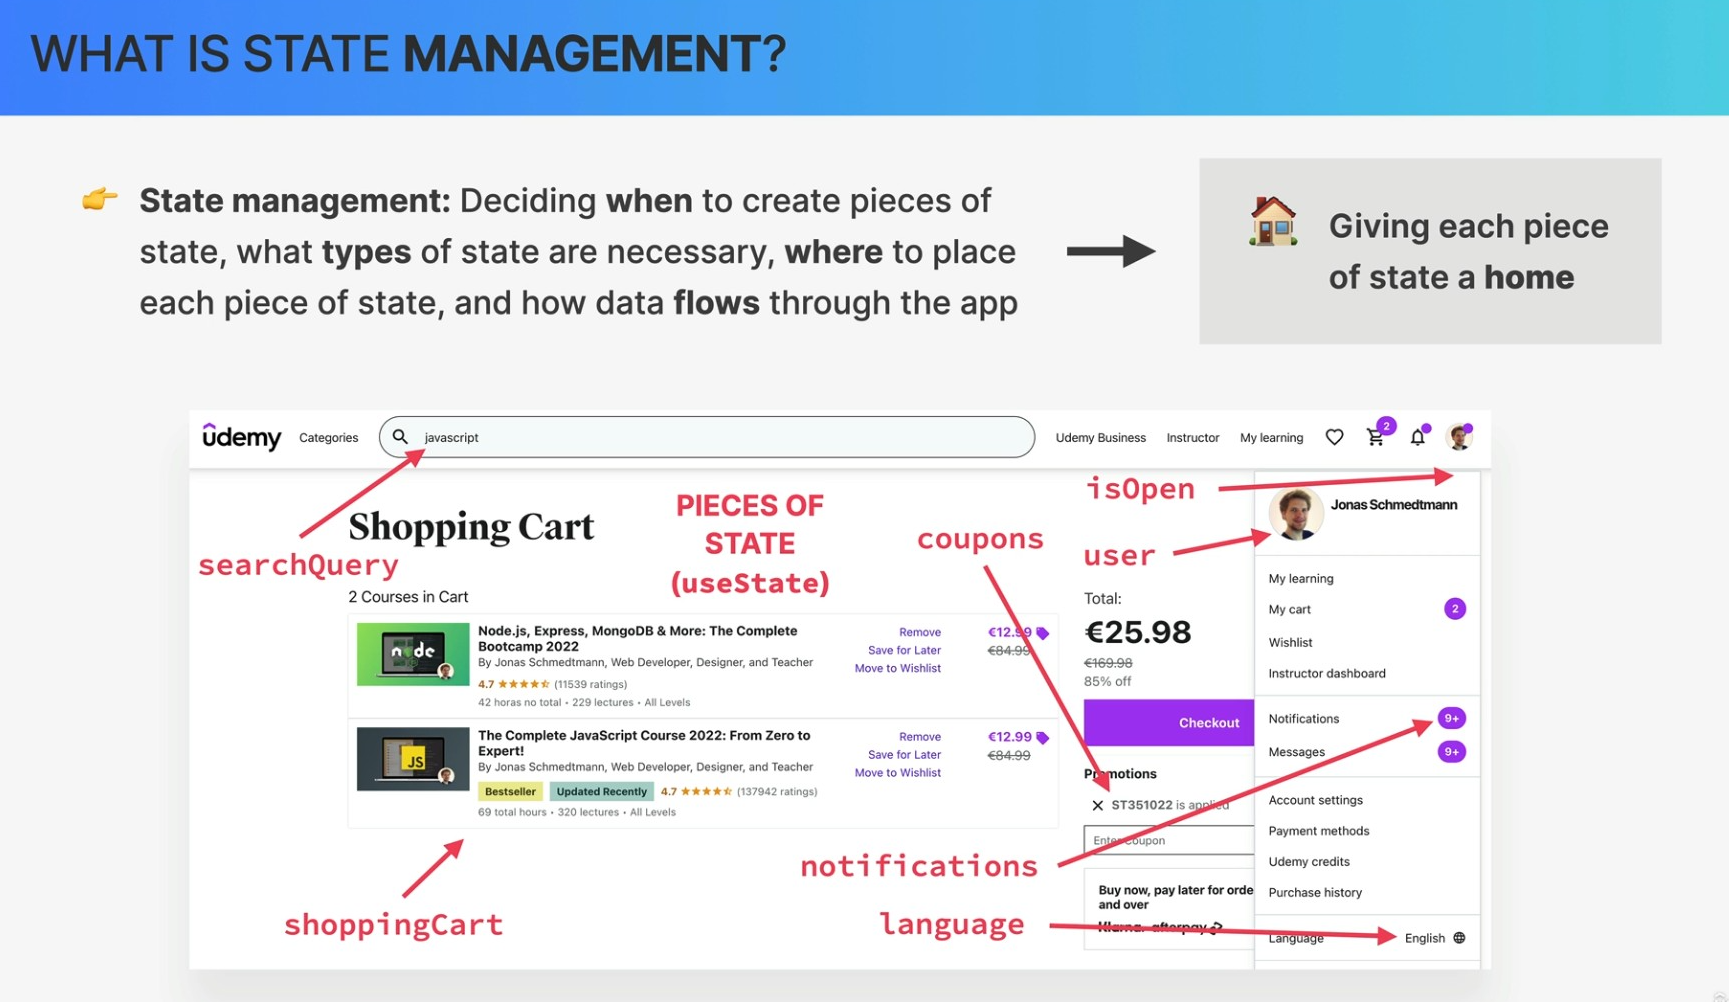 WHAT IS STATE MANAGEMENT?
State management: Deciding when to create pieces of
state, what types of state are necessary, where to place
each piece of state, and how data flows through the app
Giving each piece
of state a home
udemy
Categories
javascript
Udemy Business
Instructor
My learning
2
isOpen
Jonas Schmedtmann
user
searchQuery
Shopping Cart
PIECES OF
STATE
(useState)
coupons
2 Courses in Cart
Node.js, Express, MongoDB & More: The Complete
Bootcamp 2022
By Jonas Schmedtmann, Web Developer, Designer, and Teacher
4.7 (11539 ratings)
42 horas no total • 229 lectures • All Levels
Remove
Save for Later
Move to Wishlist
€12.99
€84.99
node
The Complete JavaScript Course 2022: From Zero to
Expert!
By Jonas Schmedtmann, Web Developer, Designer, and Teacher
Bestseller
Updated Recently
4.7 (137942 ratings)
69 total hours • 320 lectures • All Levels
Remove
Save for Later
Move to Wishlist
€12.99
€84.99
JS
shoppingCart
Total:
€25.98
€169.98
85% off
Checkout
Promotions
ST351022 is applied
Enter Coupon
Buy now, pay later for orde
and over
Klarna. afterpay
notifications
language
My learning
My cart
2
Wishlist
Instructor dashboard
Notifications
9+
Messages
9+
Account settings
Payment methods
Udemy credits
Purchase history
Language
English